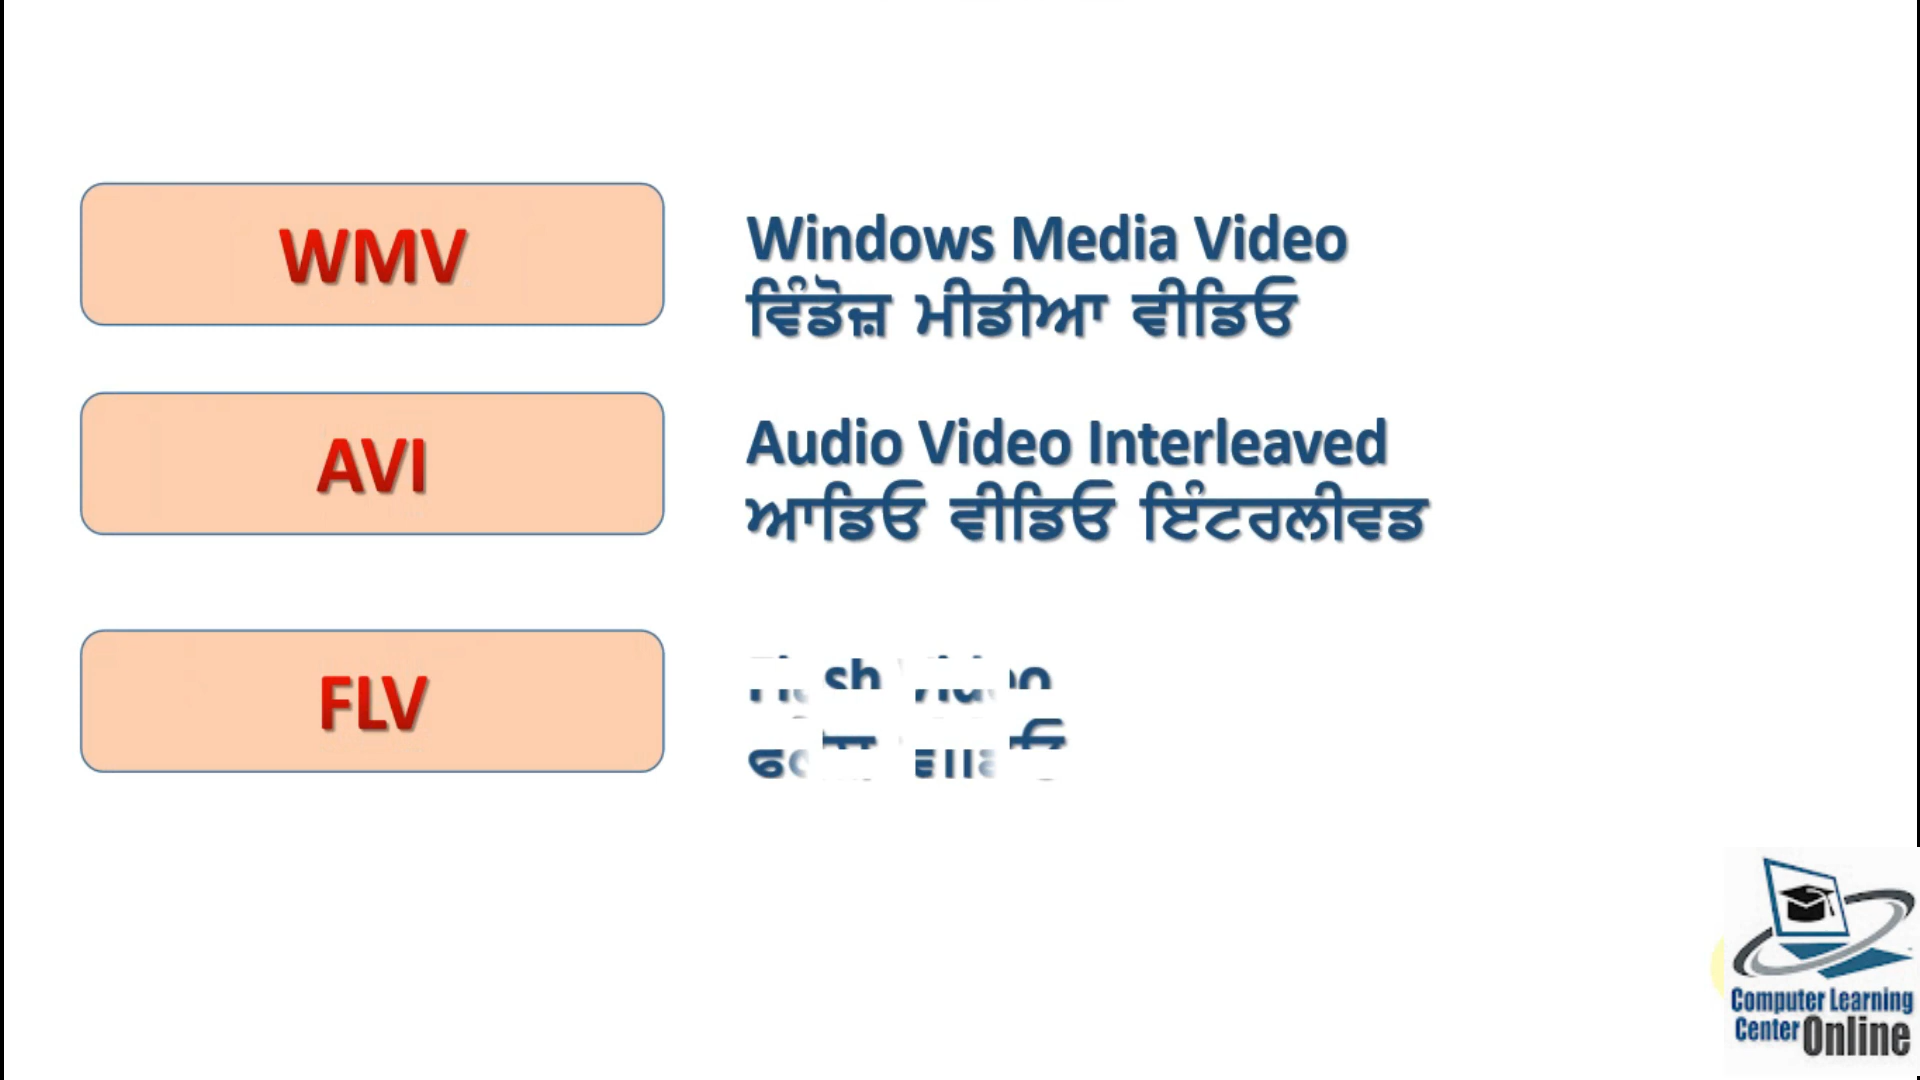 WMV
Windows Media Video
ਵਿੰਡੋਜ਼ ਮੀਡੀਆ ਵੀਡਿਓ
AVI
Audio Video Interleaved
ਆਡਿਓ ਵੀਡਿਓ ਇੰਟਰਲੀਵਡ
FLV
Computer Learning
Center Online